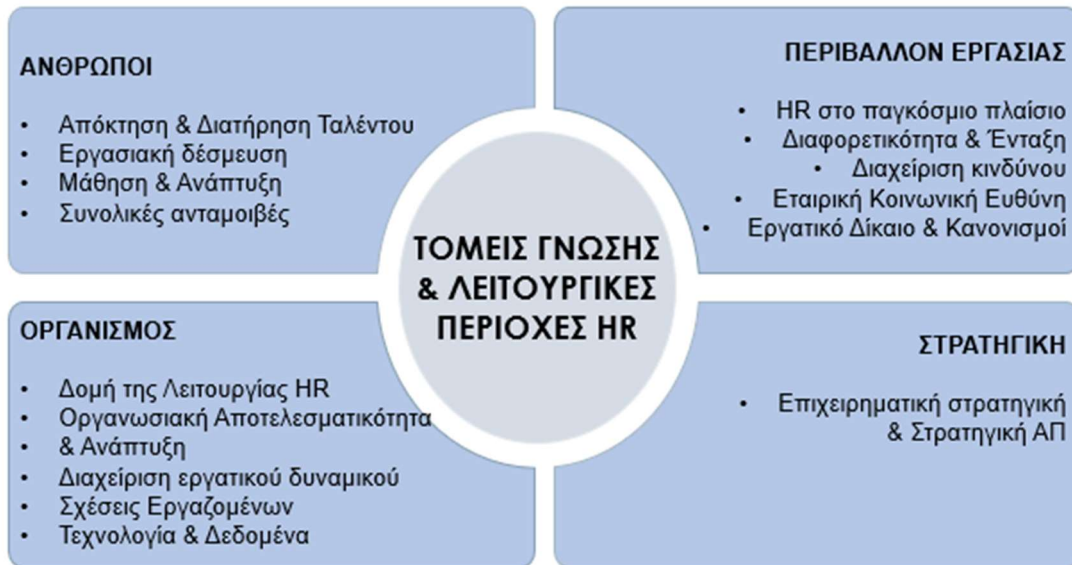 ΑΝΘΡΩΠΟΙ
• Απόκτηση & Διατήρηση Ταλέντου
• Εργασιακή δέσμευση
• Μάθηση & Ανάπτυξη
• Συνολικές ανταμοιβές
ΠΕΡΙΒΑΛΛΟΝ ΕΡΓΑΣΙΑΣ
• HR στο παγκόσμιο πλαίσιο
• Διαφορετικότητα & Ένταξη
• Διαχείριση κινδύνου
• Εταιρική Κοινωνική Ευθύνη
• Εργατικό Δίκαιο & Κανονισμοί
ΤΟΜΕΙΣ ΓΝΩΣΗΣ
& ΛΕΙΤΟΥΡΓΙΚΕΣ
ΠΕΡΙΟΧΕΣ HR
ΟΡΓΑΝΙΣΜΟΣ
• Δομή της Λειτουργίας HR
• Οργανωσιακή Αποτελεσματικότητα
• & Ανάπτυξη
• Διαχείριση εργατικού δυναμικού
• Σχέσεις Εργαζομένων
• Τεχνολογία & Δεδομένα
ΣΤΡΑΤΗΓΙΚΗ
• Επιχειρηματική στρατηγική
& Στρατηγική ΑΠ